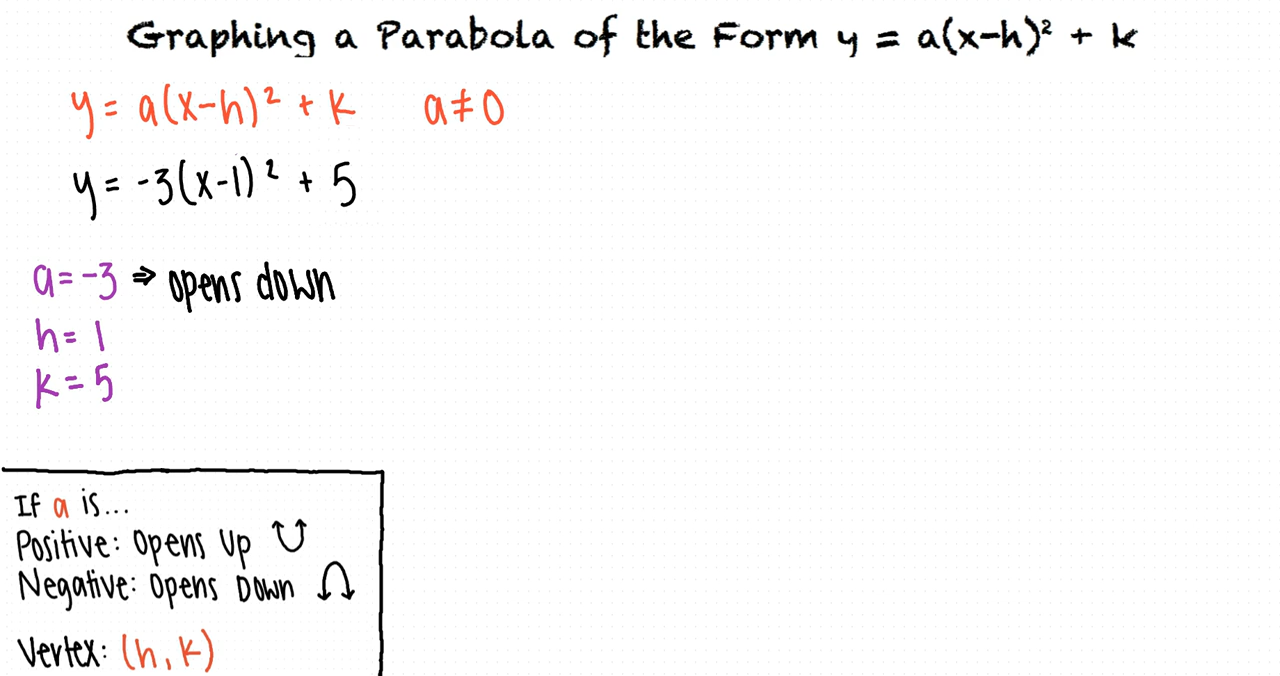 Graphing a Parabola of the Form y = a(x-h)² + k
y = a(x-h)² + k a≠0
y = -3(x-1)² + 5
a = -3 ⇒ opens down
h = 1
k = 5
If a is...
Positive: Opens Up
Negative: Opens Down
Vertex: (h, k)